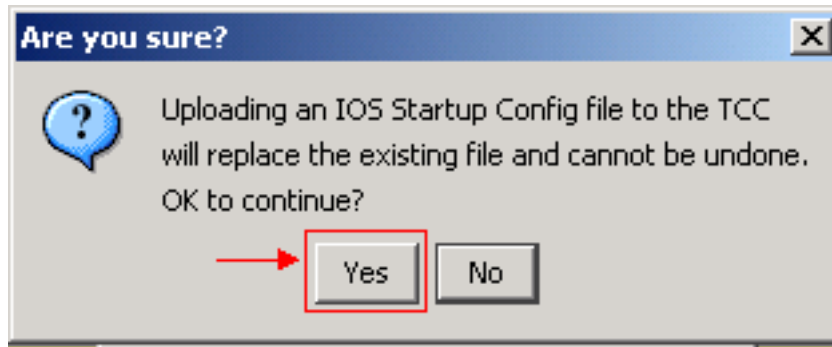 Are you sure?
Uploading an IOS Startup Config file to the TCC
will replace the existing file and cannot be undone.
OK to continue?
Yes
No